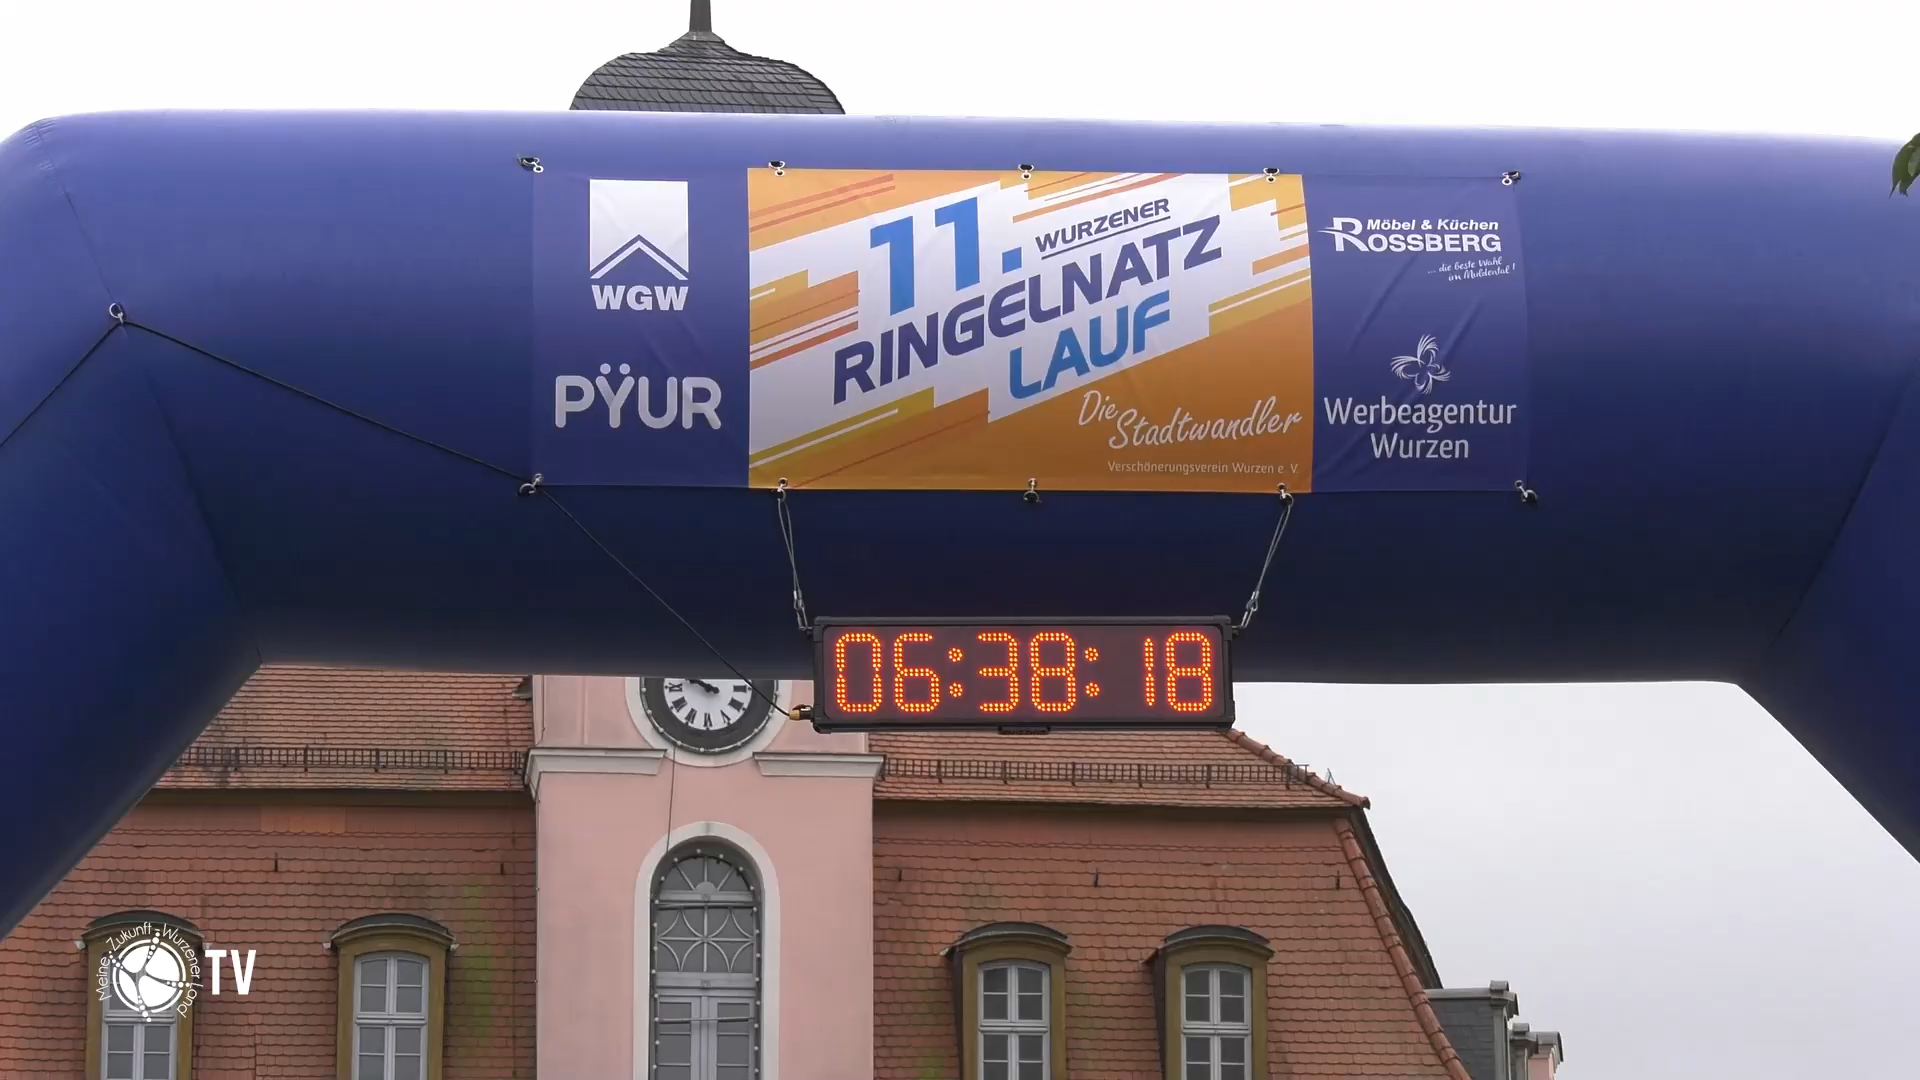 WGW
PŸUR
11. WURZENER
RINGELNATZ
LAUF
Die
Stadtwandler
Verschönerungsverein Wurzen e. V.
Möbel & Küchen
ROSSBERG
... die beste Wahl
im Muldental !
Werbeagentur
Wurzen
06:38:18
Meine Zukunft - Wurzener Land
TV